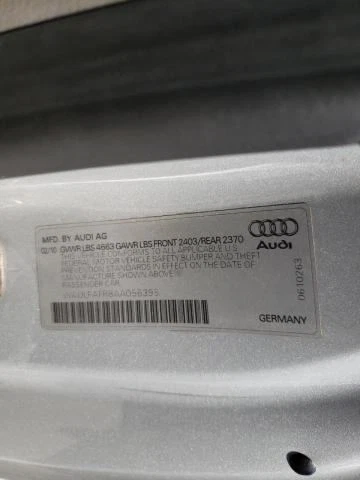 MFD. BY AUDI AG
02/10 GVWR LBS 4663 GAWR LBS FRONT 2403/REAR 2370
THIS VEHICLE CONFORMS TO ALL APPLICABLE U.S.
FEDERAL MOTOR VEHICLE SAFETY BUMPER AND THEFT
PREVENTION STANDARDS IN EFFECT ON THE DATE OF
MANUFACTURE SHOWN ABOVE
PASSENGER CAR
WAULFAFR8AA056395
Audi
0610263
GERMANY